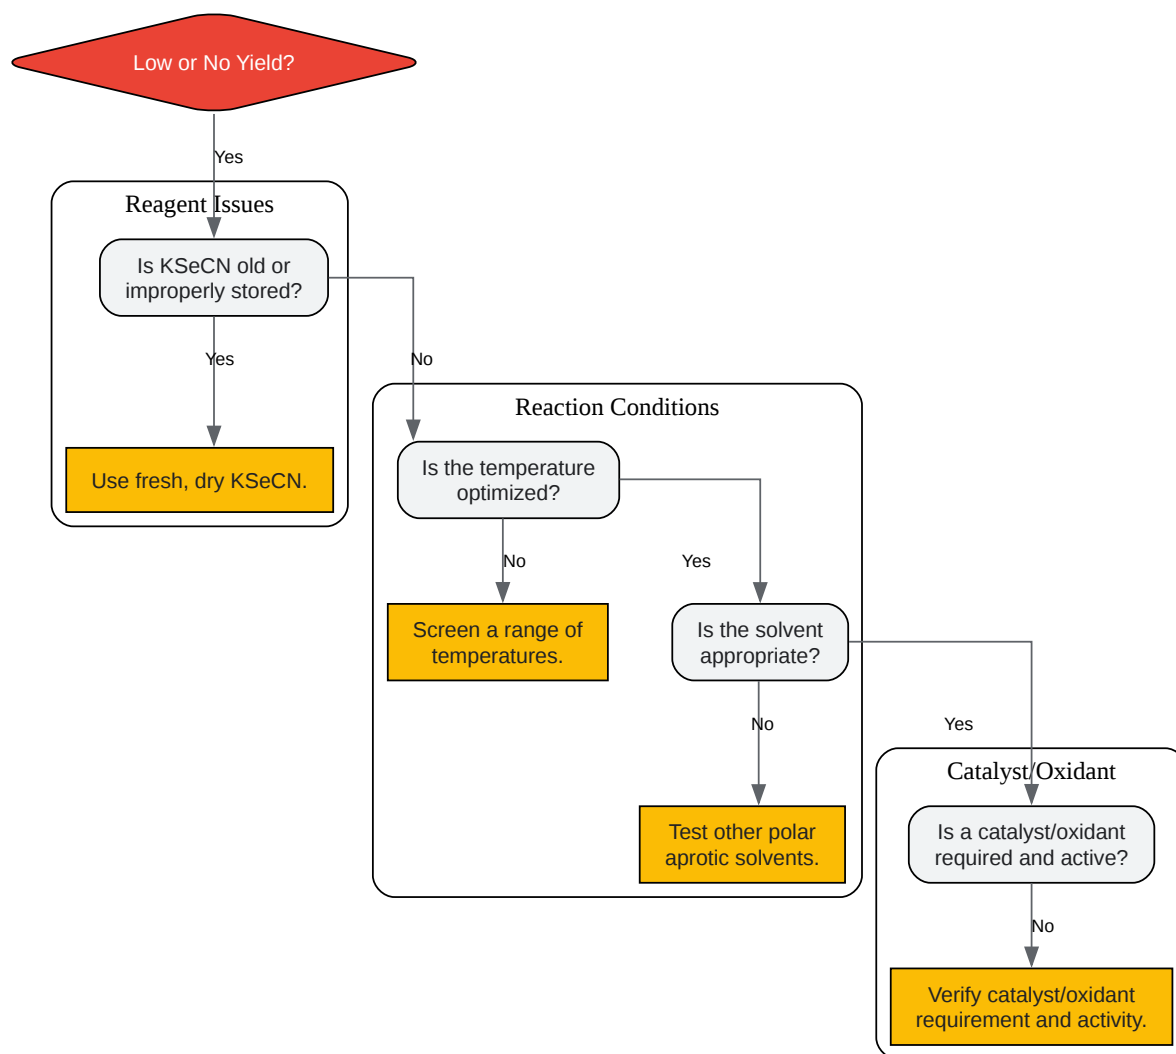 Low or No Yield?
Yes
Reagent Issues
Is KSeCN old or
improperly stored?
Yes
No
Use fresh, dry KSeCN.
Reaction Conditions
Is the temperature
optimized?
No
Yes
Screen a range of
temperatures.
Is the solvent
appropriate?
No
Yes
Test other polar
aprotic solvents.
Catalyst/Oxidant
Is a catalyst/oxidant
required and active?
No
Verify catalyst/oxidant
requirement and activity.